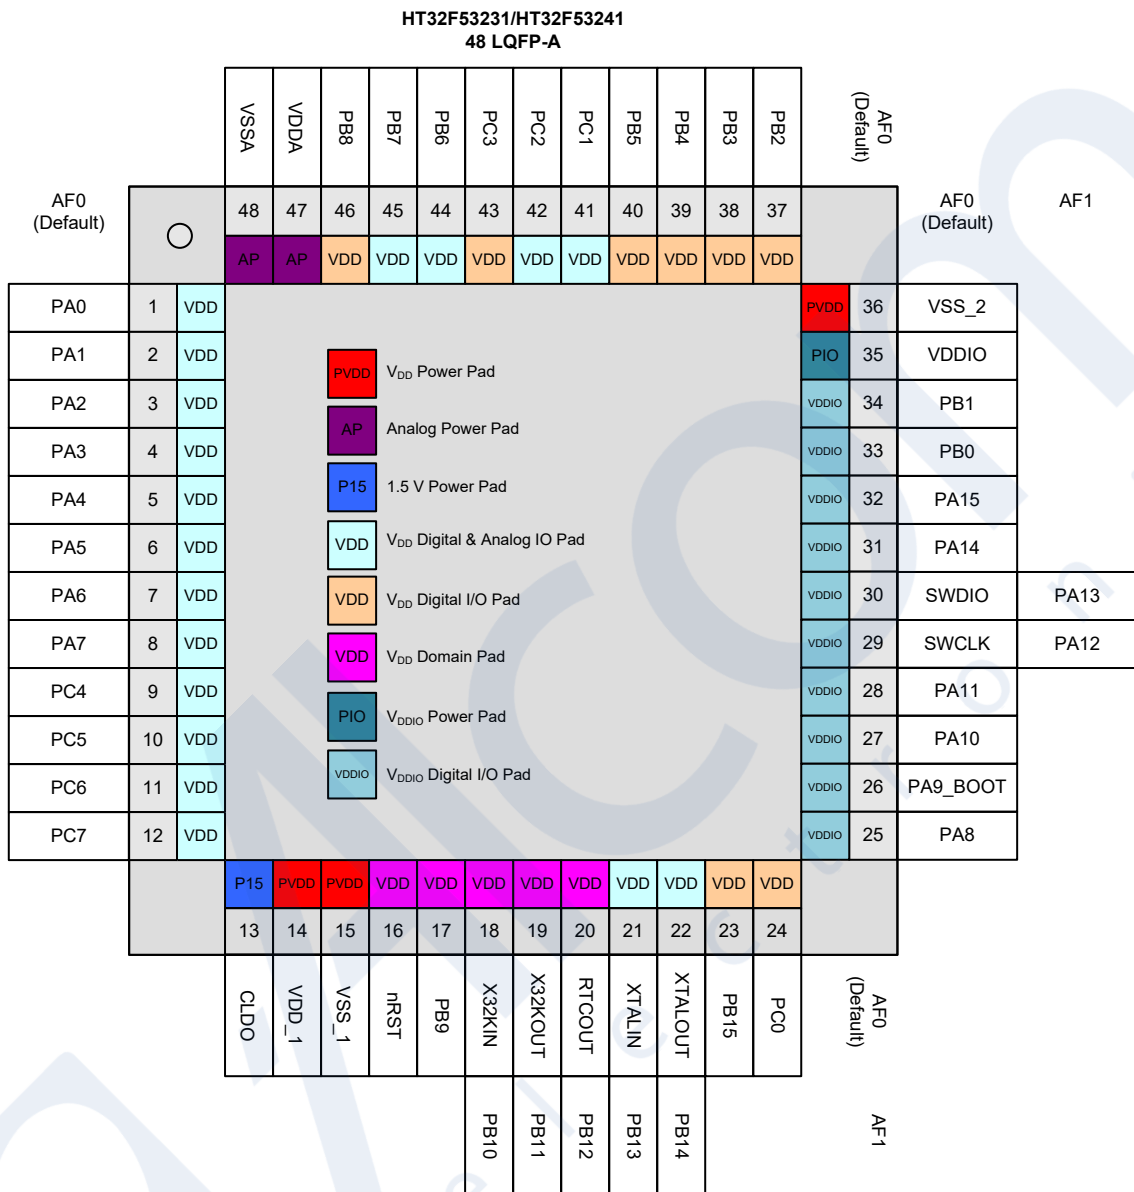 HT32F53231/HT32F53241
48 LQFP-A
VSSA VDDA PB8 PB7 PB6 PC3 PC2 PC1 PB5 PB4 PB3 PB2 AF0 (Default)
AF0 (Default)
48 47 46 45 44 43 42 41 40 39 38 37
AF0 (Default) AF1
AP AP VDD VDD VDD VDD VDD VDD VDD VDD VDD VDD
PA0 1 VDD PVDD 36 VSS_2
PA1 2 VDD PIO 35 VDDIO
PVDD VDD Power Pad
PA2 3 VDD VDDIO 34 PB1
AP Analog Power Pad
PA3 4 VDD VDDIO 33 PB0
P15 1.5 V Power Pad
PA4 5 VDD VDDIO 32 PA15
VDD VDD Digital & Analog IO Pad
PA5 6 VDD VDDIO 31 PA14
VDD VDD Digital I/O Pad
PA6 7 VDD VDDIO 30 SWDIO PA13
VDD VDD Domain Pad
PA7 8 VDD VDDIO 29 SWCLK PA12
PC4 9 VDD VDDIO 28 PA11
PIO VDDIO Power Pad
PC5 10 VDD VDDIO 27 PA10
VDDIO VDDIO Digital I/O Pad
PC6 11 VDD VDDIO 26 PA9_BOOT
PC7 12 VDD VDDIO 25 PA8
P15 PVDD PVDD VDD VDD VDD VDD VDD VDD VDD VDD VDD
13 14 15 16 17 18 19 20 21 22 23 24
CLDO VDD_1 VSS_1 nRST PB9 X32KIN X32KOUT RTCOUT XTALIN XTALOUT PB15 PC0 AF0 (Default)
PB10 PB11 PB12 PB13 PB14 AF1